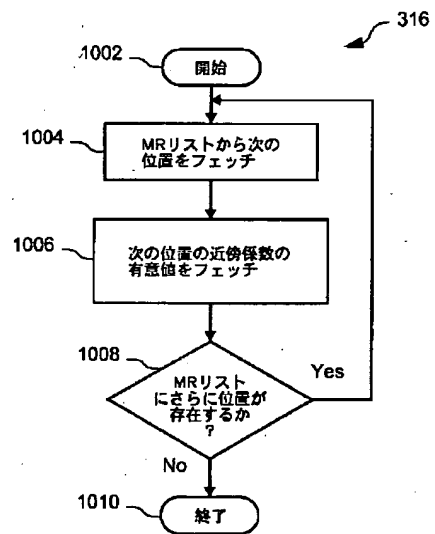 316
1002
開始
1004
MRリストから次の
位置をフェッチ
1006
次の位置の近傍係数の
有意値をフェッチ
1008
MRリスト
にさらに位置が
存在するか
?
Yes
No
1010
終了